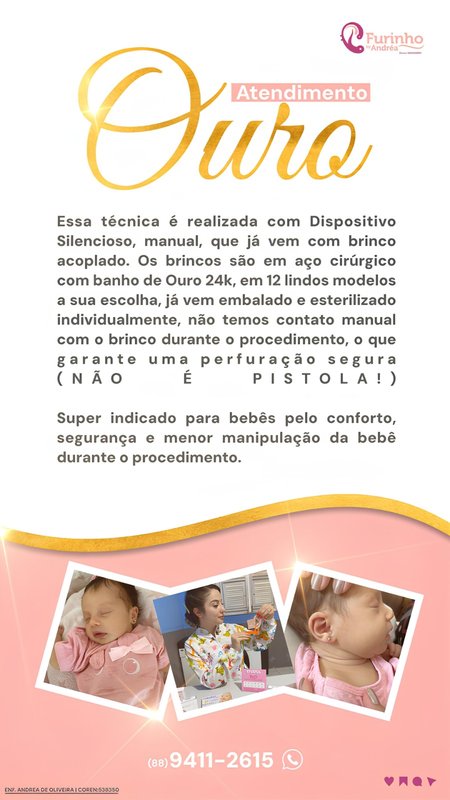 Furinho
da Andréa
Atendimento
Ouro
Essa técnica é realizada com Dispositivo
Silencioso, manual, que já vem com brinco
acoplado. Os brincos são em aço cirúrgico
com banho de Ouro 24k, em 12 lindos modelos
a sua escolha, já vem embalado e esterilizado
individualmente, não temos contato manual
com o brinco durante o procedimento, o que
garante uma perfuração segura
(NÃO É PISTOLA!)
Super indicado para bebês pelo conforto,
segurança e menor manipulação da bebê
durante o procedimento.
(88)9411-2615
ENF. ANDREA DE OLIVEIRA | COREN:538350